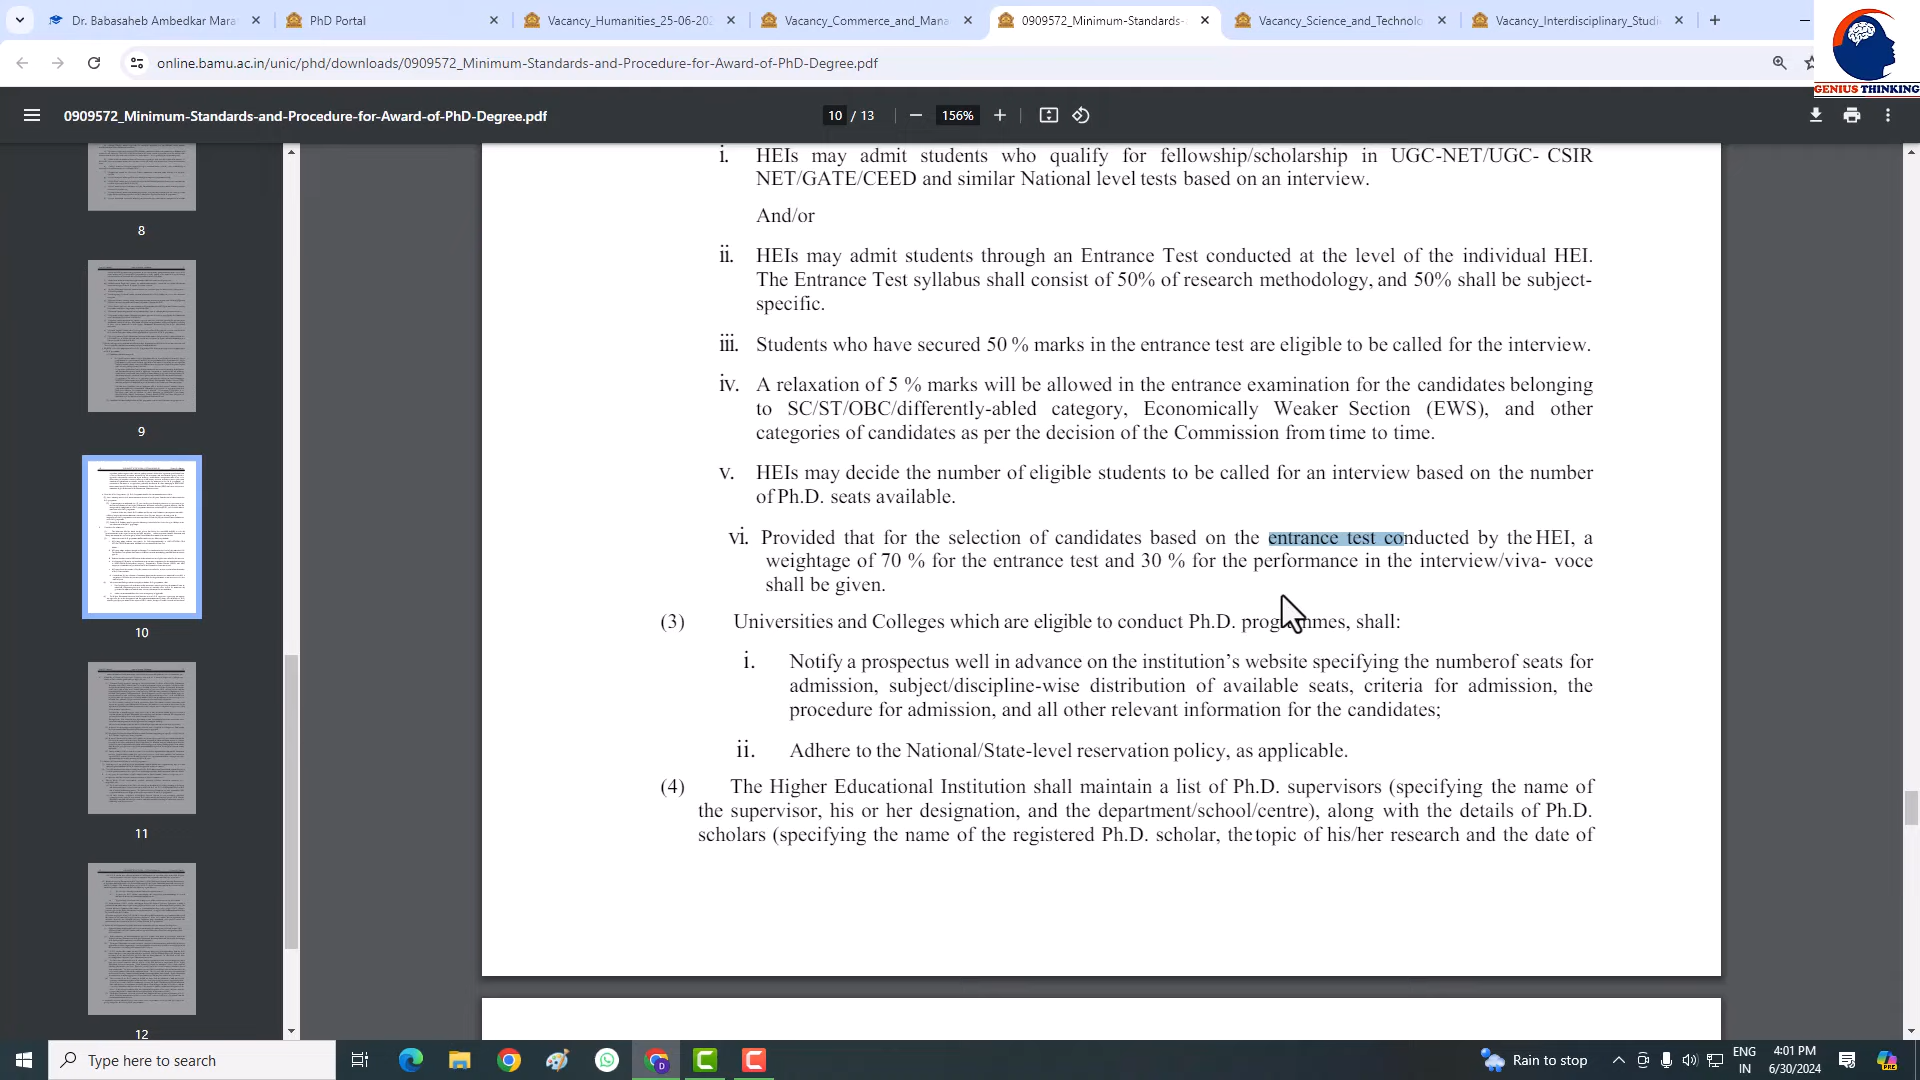 Dr. Babasaheb Ambedkar Mara
PhD Portal
Vacancy_Humanities_25-06-202
Vacancy_Commerce_and_Mana
0909572_Minimum-Standards-
Vacancy_Science_and_Technolo
Vacancy_Interdisciplinary_Studi
online.bamu.ac.in/unic/phd/downloads/0909572_Minimum-Standards-and-Procedure-for-Award-of-PhD-Degree.pdf
GENIUS THINKING
0909572_Minimum-Standards-and-Procedure-for-Award-of-PhD-Degree.pdf
10 / 13
156%
i. HEIs may admit students who qualify for fellowship/scholarship in UGC-NET/UGC- CSIR
NET/GATE/CEED and similar National level tests based on an interview.
And/or
ii. HEIs may admit students through an Entrance Test conducted at the level of the individual HEI.
The Entrance Test syllabus shall consist of 50% of research methodology, and 50% shall be subject-
specific.
iii. Students who have secured 50 % marks in the entrance test are eligible to be called for the interview.
iv. A relaxation of 5 % marks will be allowed in the entrance examination for the candidates belonging
to SC/ST/OBC/differently-abled category, Economically Weaker Section (EWS), and other
categories of candidates as per the decision of the Commission from time to time.
v. HEIs may decide the number of eligible students to be called for an interview based on the number
of Ph.D. seats available.
vi. Provided that for the selection of candidates based on the entrance test conducted by the HEI, a
weightage of 70 % for the entrance test and 30 % for the performance in the interview/viva- voce
shall be given.
(3) Universities and Colleges which are eligible to conduct Ph.D. programmes, shall:
i. Notify a prospectus well in advance on the institution's website specifying the numberof seats for
admission, subject/discipline-wise distribution of available seats, criteria for admission, the
procedure for admission, and all other relevant information for the candidates;
ii. Adhere to the National/State-level reservation policy, as applicable.
(4) The Higher Educational Institution shall maintain a list of Ph.D. supervisors (specifying the name of
the supervisor, his or her designation, and the department/school/centre), along with the details of Ph.D.
scholars (specifying the name of the registered Ph.D. scholar, the topic of his/her research and the date of
8
9
10
11
12
Type here to search
Rain to stop
ENG
IN
4:01 PM
6/30/2024